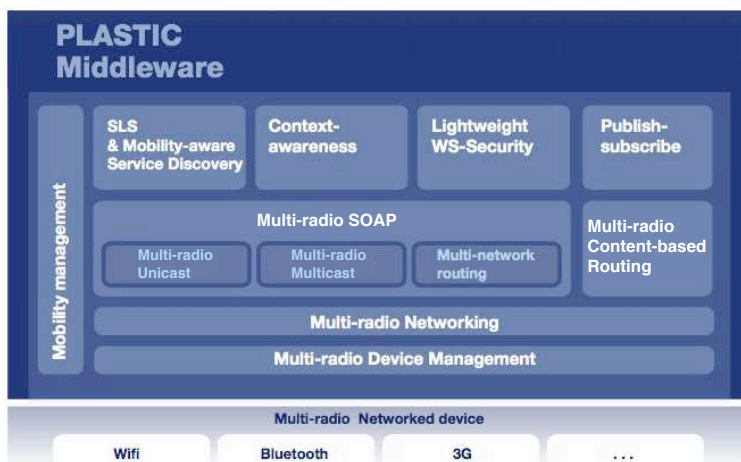 PLASTIC
Middleware
Mobility management
SLS
& Mobility-aware
Service Discovery
Context-
awareness
Lightweight
WS-Security
Publish-
subscribe
Multi-radio SOAP
Multi-radio
Unicast
Multi-radio
Multicast
Multi-network
routing
Multi-radio
Content-based
Routing
Multi-radio Networking
Multi-radio Device Management
Multi-radio Networked device
Wifi
Bluetooth
3G
...